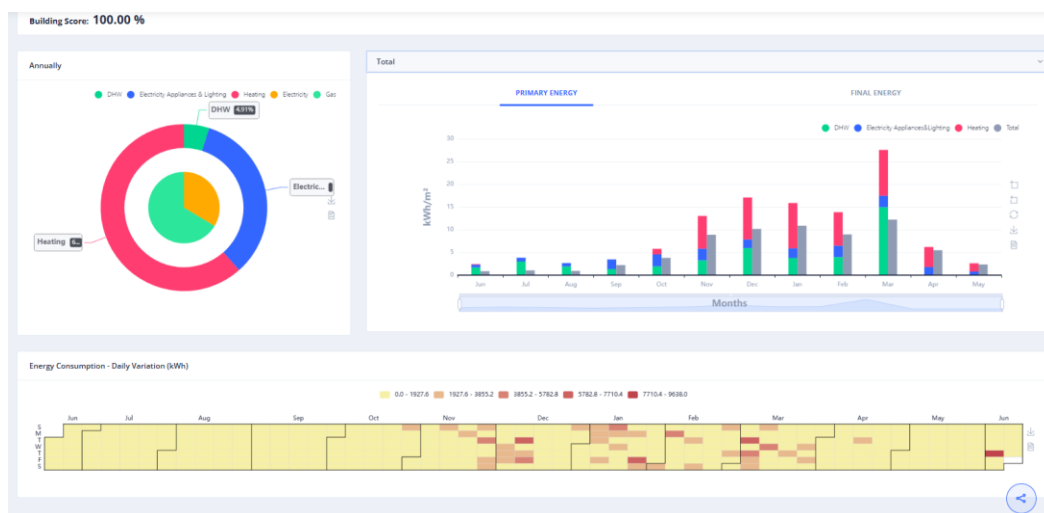 Building Score: 100.00 %
Annually
DHW Electricity Appliances & Lighting Heating Electricity Gas
DHW 4.91%
Electric...
Heating 6...
Total
PRIMARY ENERGY FINAL ENERGY
DHW Electricity Appliances&Lighting Heating Total
kWh/m²
30
25
20
15
10
5
0
Jun Jul Aug Sep Oct Nov Dec Jan Feb Mar Apr May
Months
Energy Consumption - Daily Variation (kWh)
0.0 - 1927.6 1927.6 - 3855.2 3855.2 - 5782.8 5782.8 - 7710.4 7710.4 - 9638.0
Jun Jul Aug Sep Oct Nov Dec Jan Feb Mar Apr May Jun
S
M
T
W
T
F
S